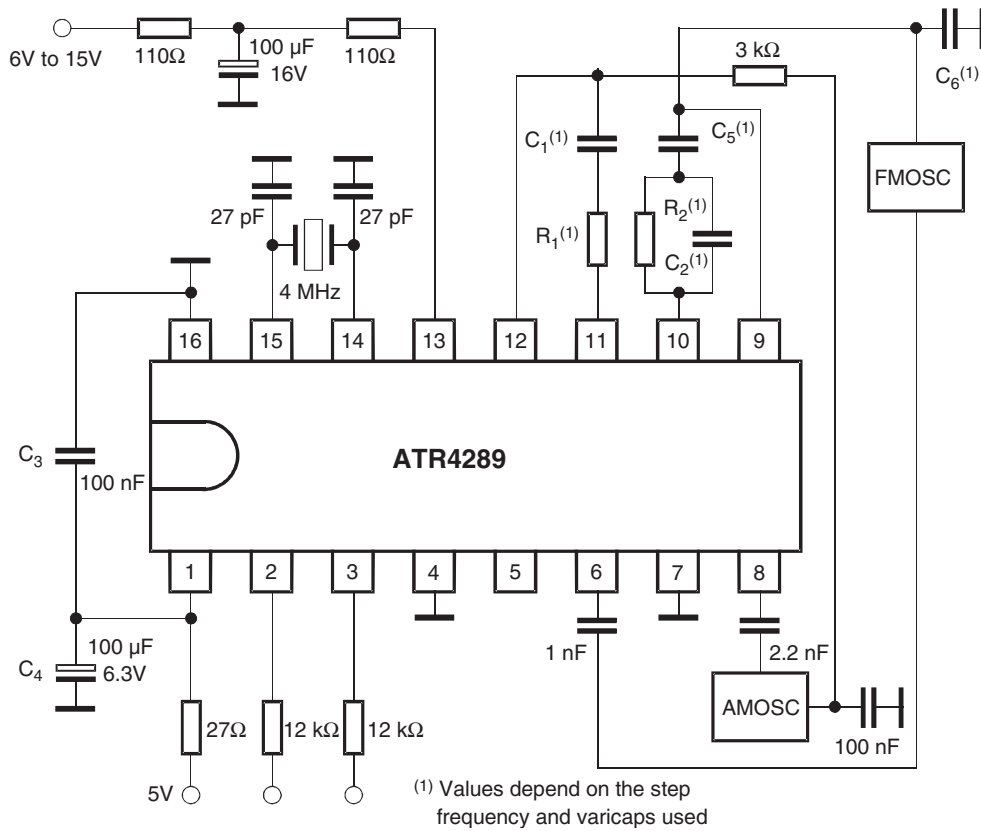 6V to 15V
110Ω
100 µF
16V
110Ω
3 kΩ
C6(1)
C1(1)
C5(1)
FMOSC
27 pF
27 pF
R1(1)
R2(1)
C2(1)
4 MHz
16
15
14
13
12
11
10
9
C3
100 nF
ATR4289
1
2
3
4
5
6
7
8
C4
100 µF
6.3V
1 nF
2.2 nF
AMOSC
100 nF
27Ω
12 kΩ
12 kΩ
5V
(1) Values depend on the step
frequency and varicaps used